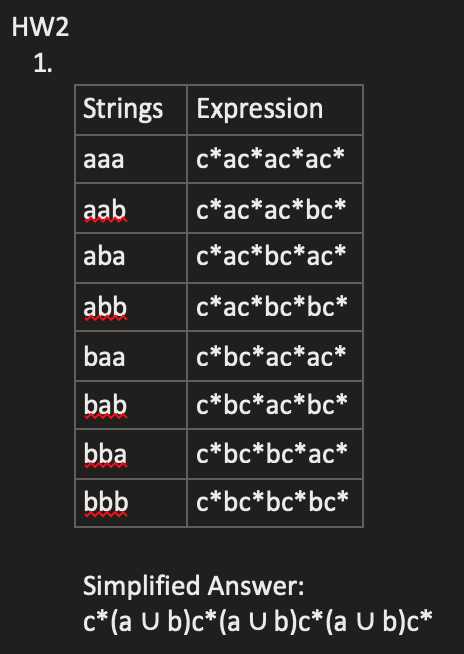 HW2
1.
Strings Expression
aaa c*ac*ac*ac*
aab c*ac*ac*bc*
aba c*ac*bc*ac*
abb c*ac*bc*bc*
baa c*bc*ac*ac*
bab c*bc*ac*bc*
bba c*bc*bc*ac*
bbb c*bc*bc*bc*
Simplified Answer:
c*(a ∪ b)c*(a ∪ b)c*(a ∪ b)c*